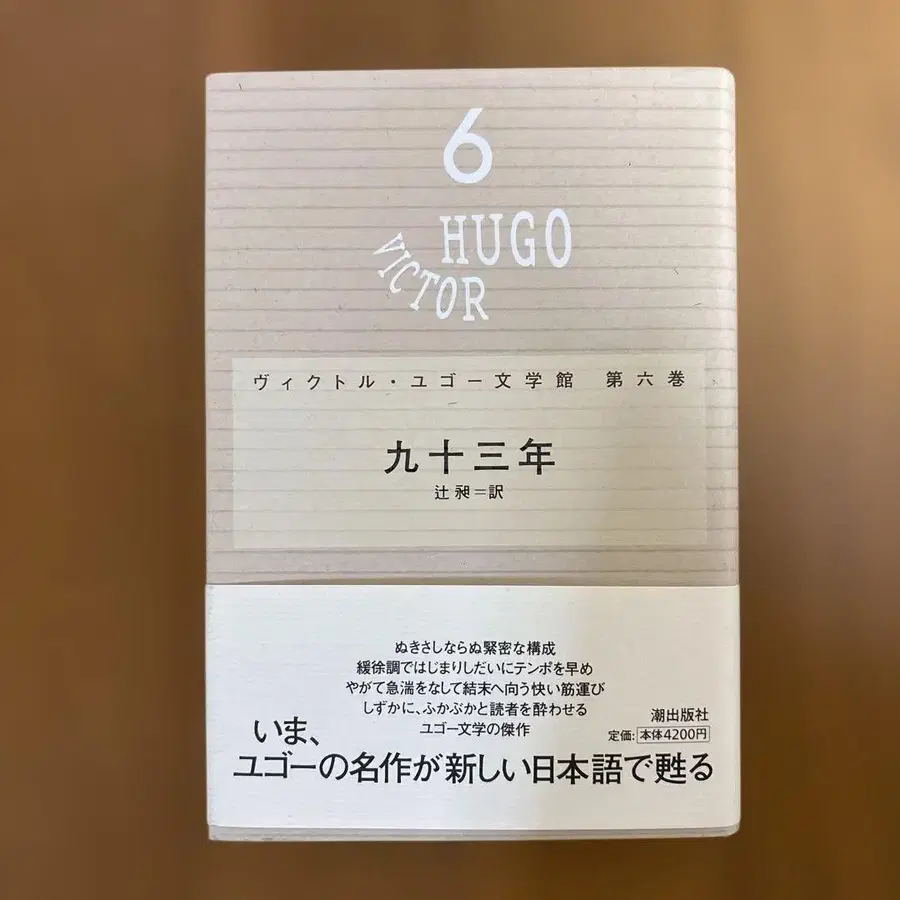 6
HUGO
VICTOR
ヴィクトル・ユゴー文学館 第六巻
九十三年
辻昶=訳
ぬきさしならぬ緊密な構成
緩徐調ではじまりしだいにテンポを早め
やがて急湍をなして結末へ向う快い筋運び
しずかに、ふかぶかと読者を酔わせる
ユゴー文学の傑作
潮出版社
定価:本体4200円
いま、
ユゴーの名作が新しい日本語で甦る